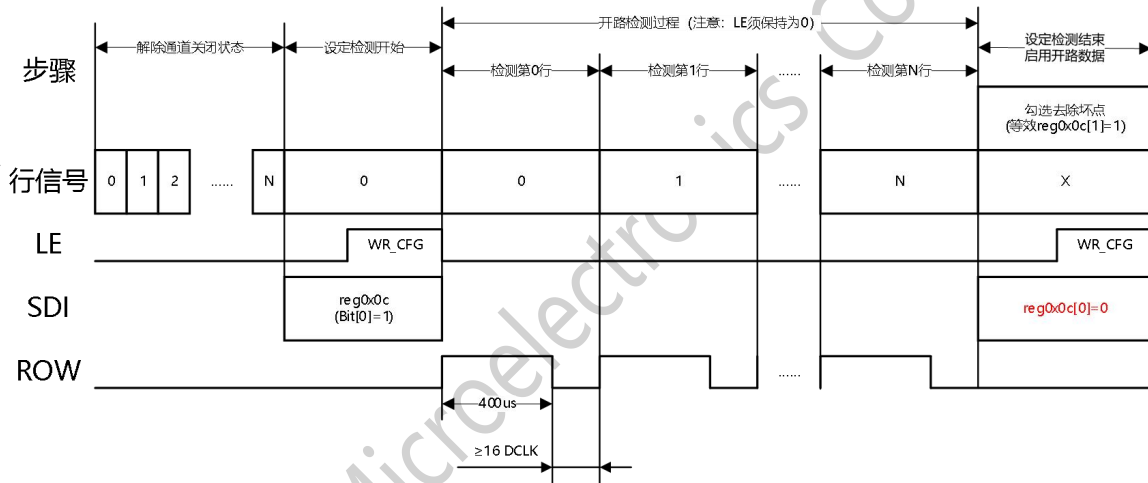 开路检测过程（注意：LE须保持为0）
解除通道关闭状态
设定检测开始
设定检测结束
启用开路数据
步骤
检测第0行
检测第1行
......
检测第N行
勾选去除坏点
(等效reg0x0c[1]=1)
行信号
0 1 2 ...... N 0 0 1 ...... N X
LE
WR_CFG
WR_CFG
SDI
reg0x0c
(Bit[0]=1)
reg0x0c[0]=0
ROW
......
400us
≥16 DCLK
Microelectronics Co